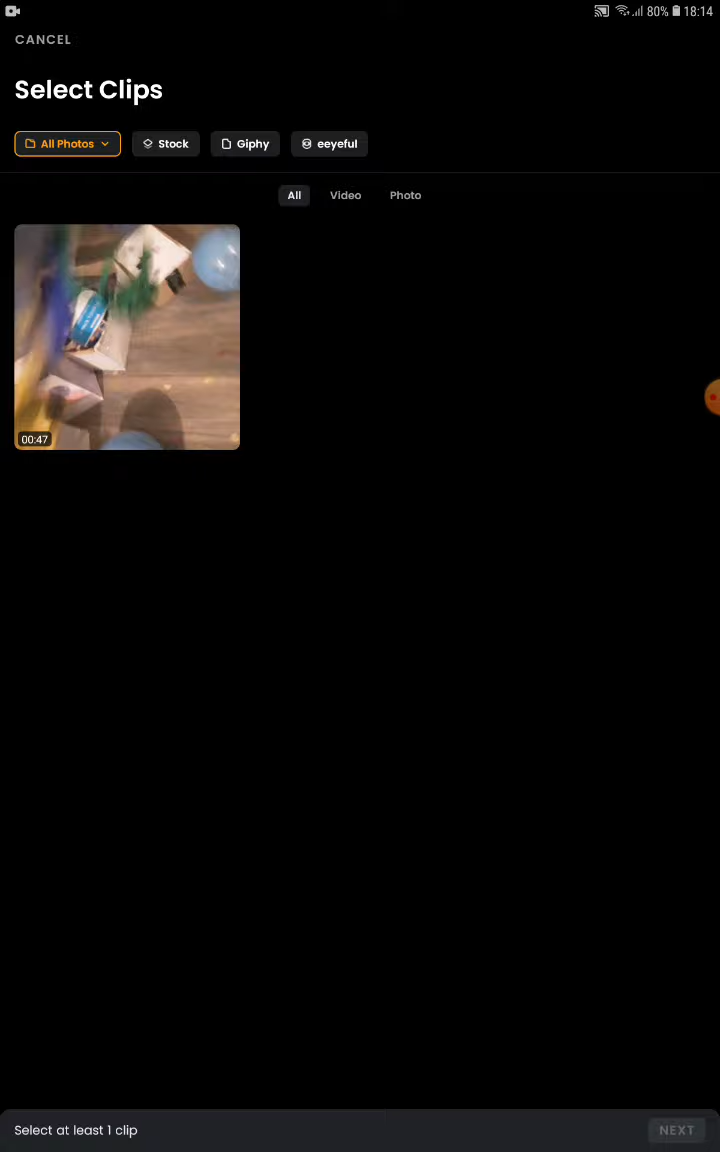 80% 18:14
CANCEL
Select Clips
All Photos Stock Giphy eeyeful
All Video Photo
00:47
Select at least 1 clip NEXT